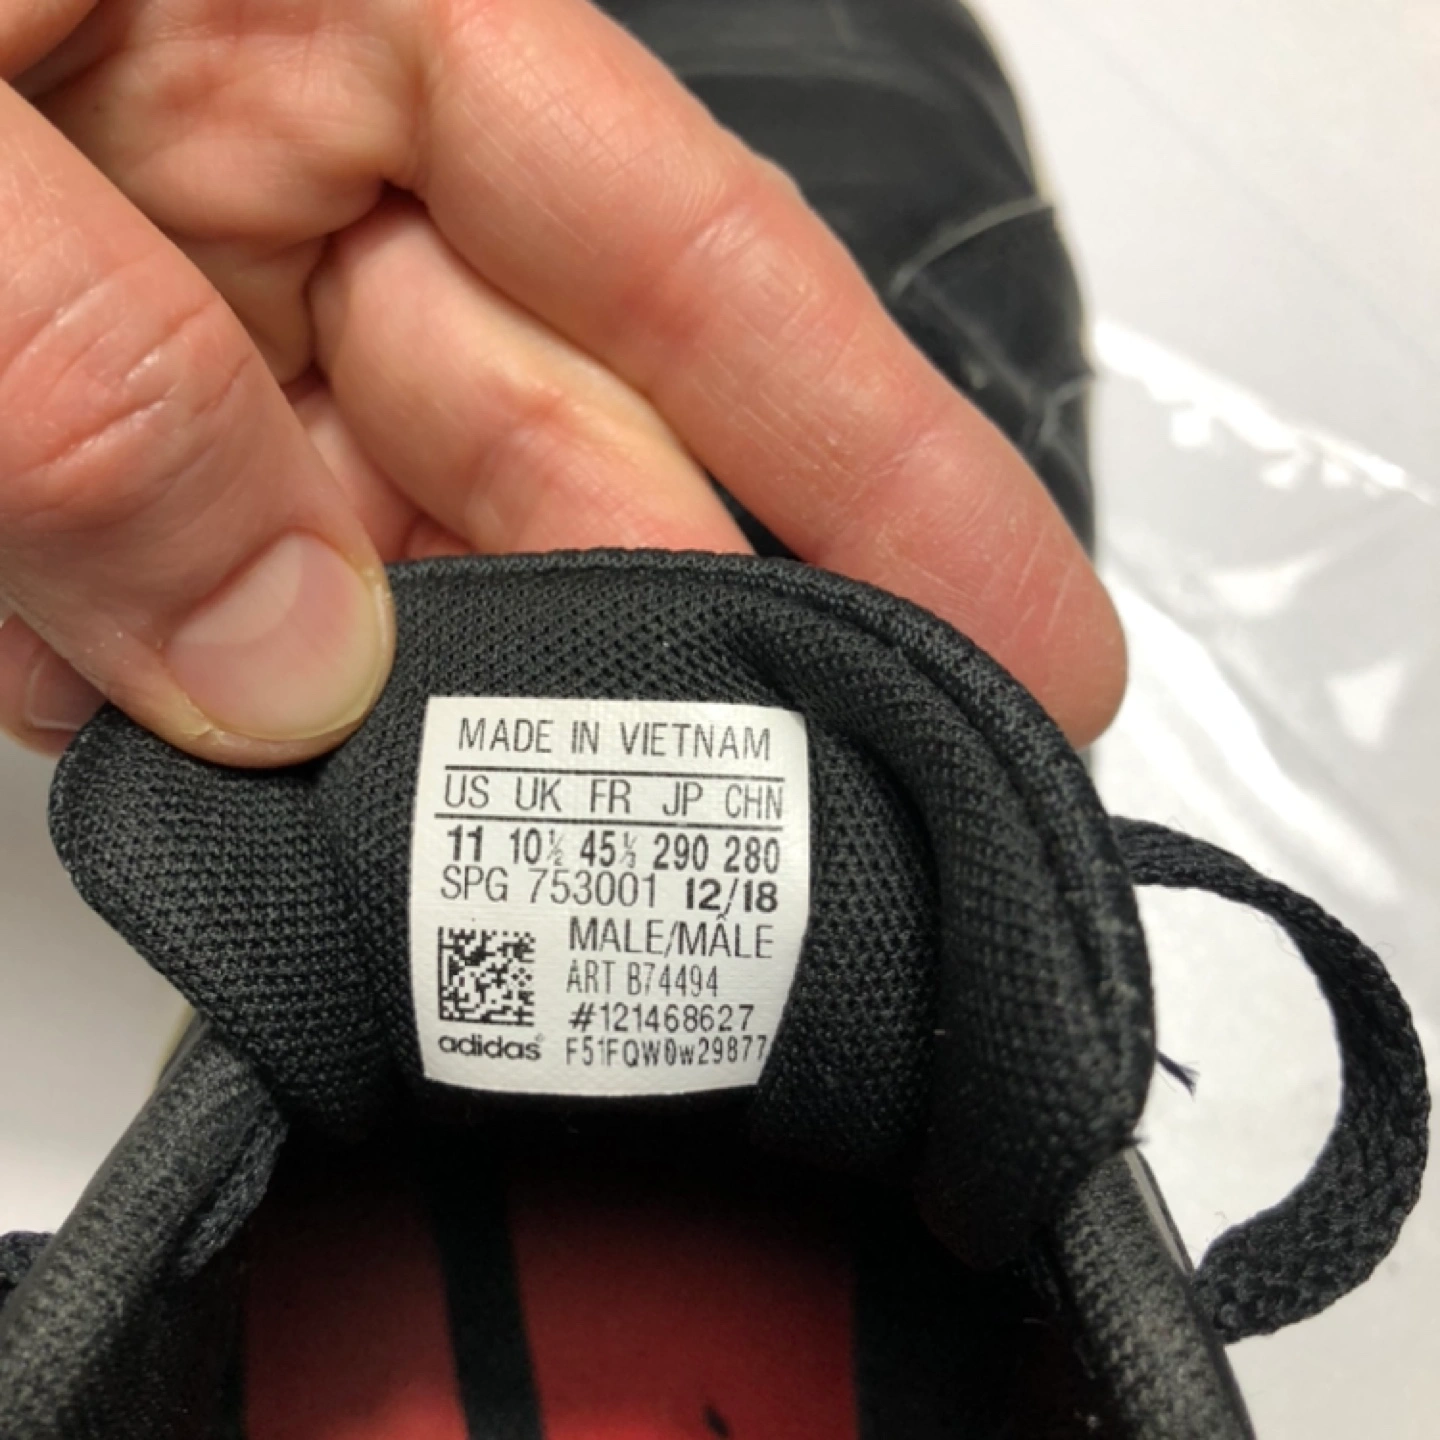 MADE IN VIETNAM
US UK FR JP CHN
11 10½ 45⅓ 290 280
SPG 753001 12/18
MALE/MÂLE
ART B74494
#121468627
adidas F51FQW0w29877